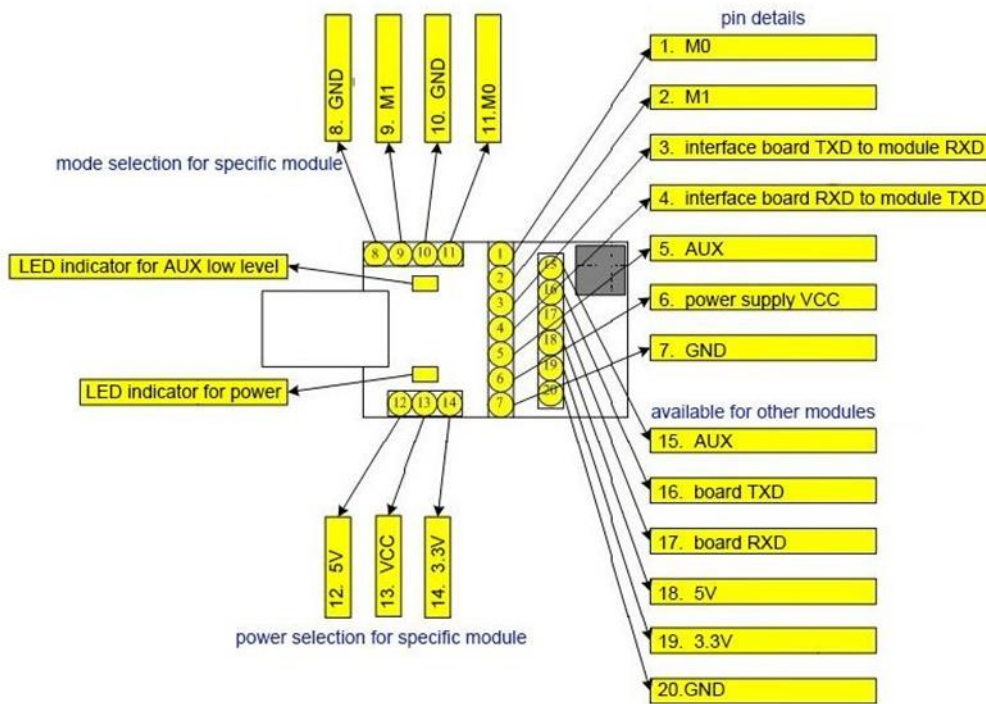 pin details
1. M0
2. M1
3. interface board TXD to module RXD
4. interface board RXD to module TXD
5. AUX
6. power supply VCC
7. GND
8. GND
9. M1
10. GND
11.M0
mode selection for specific module
LED indicator for AUX low level
LED indicator for power
8
9
10
11
1
2
3
4
5
6
7
15
16
17
18
19
20
12
13
14
available for other modules
15. AUX
16. board TXD
17. board RXD
18. 5V
19. 3.3V
20.GND
12. 5V
13. VCC
14. 3.3V
power selection for specific module